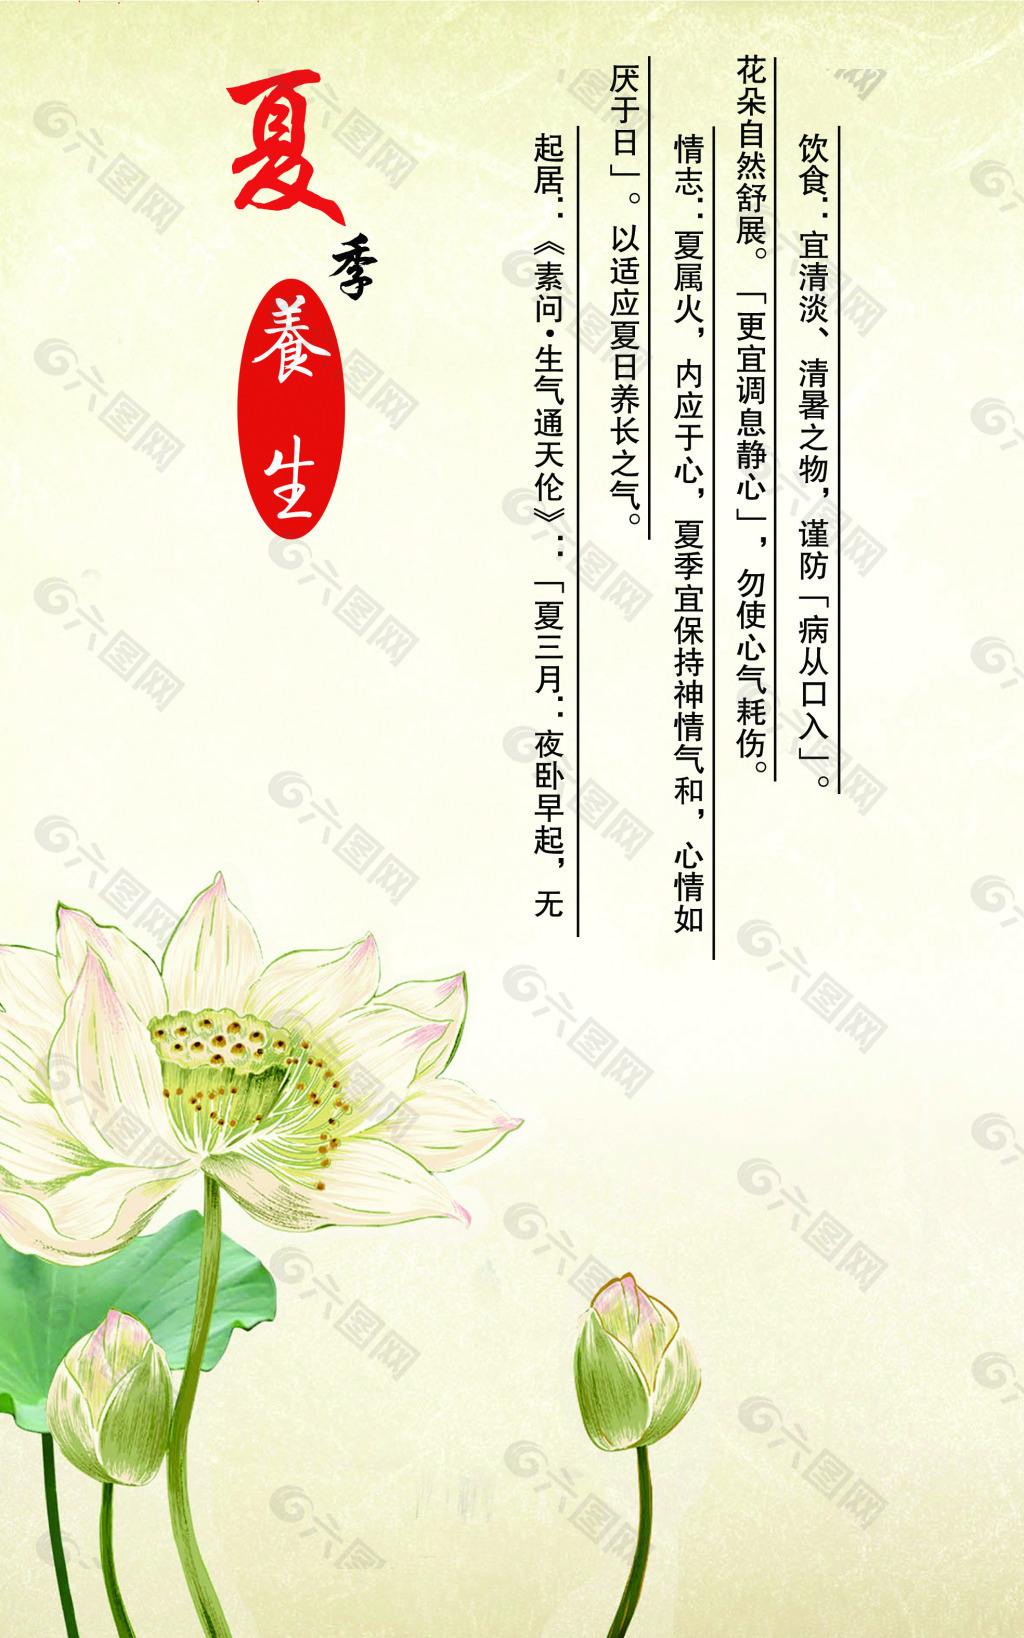 夏
季
養生
起居：《素问·生气通天伦》：「夏三月：夜卧早起，无
厌于日」。以适应夏日养长之气。
情志：夏属火，内应于心，夏季宜保持神情气和，心情如
花朵自然舒展。「更宜调息静心」，勿使心气耗伤。
饮食：宜清淡、清暑之物，谨防「病从口入」。
六图网